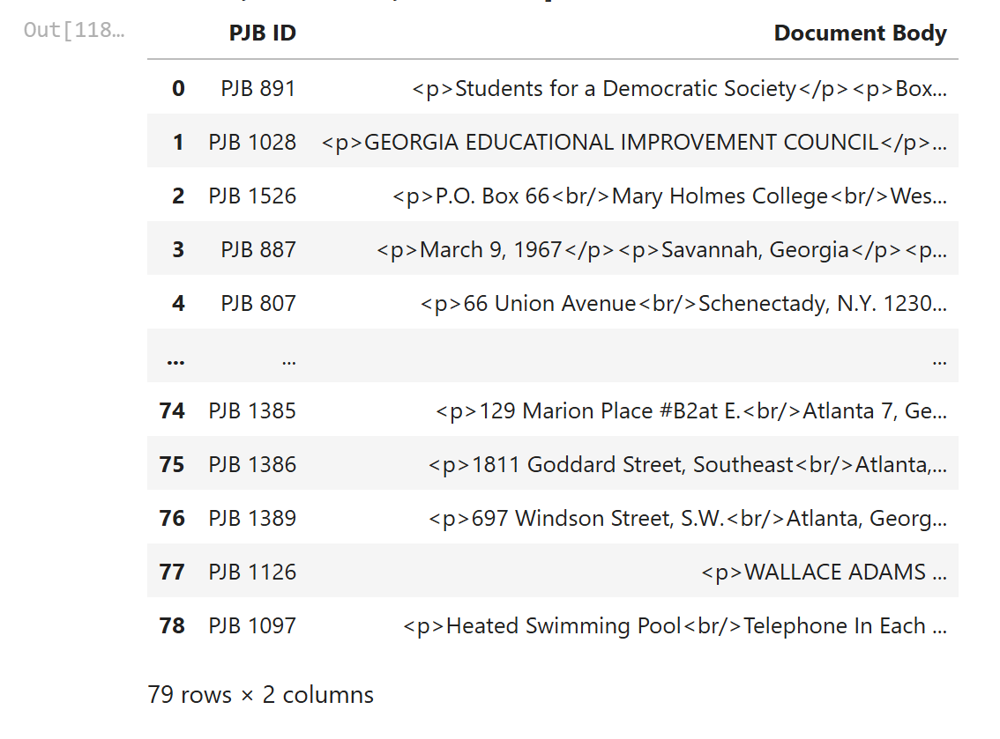 Out[118…
PJB ID Document Body
0 PJB 891 <p>Students for a Democratic Society</p><p>Box...
1 PJB 1028 <p>GEORGIA EDUCATIONAL IMPROVEMENT COUNCIL</p>...
2 PJB 1526 <p>P.O. Box 66<br/>Mary Holmes College<br/>Wes...
3 PJB 887 <p>March 9, 1967</p><p>Savannah, Georgia</p><p...
4 PJB 807 <p>66 Union Avenue<br/>Schenectady, N.Y. 1230...
... ... ...
74 PJB 1385 <p>129 Marion Place #B2at E.<br/>Atlanta 7, Ge...
75 PJB 1386 <p>1811 Goddard Street, Southeast<br/>Atlanta,...
76 PJB 1389 <p>697 Windson Street, S.W.<br/>Atlanta, Georg...
77 PJB 1126 <p>WALLACE ADAMS ...
78 PJB 1097 <p>Heated Swimming Pool<br/>Telephone In Each ...
79 rows × 2 columns